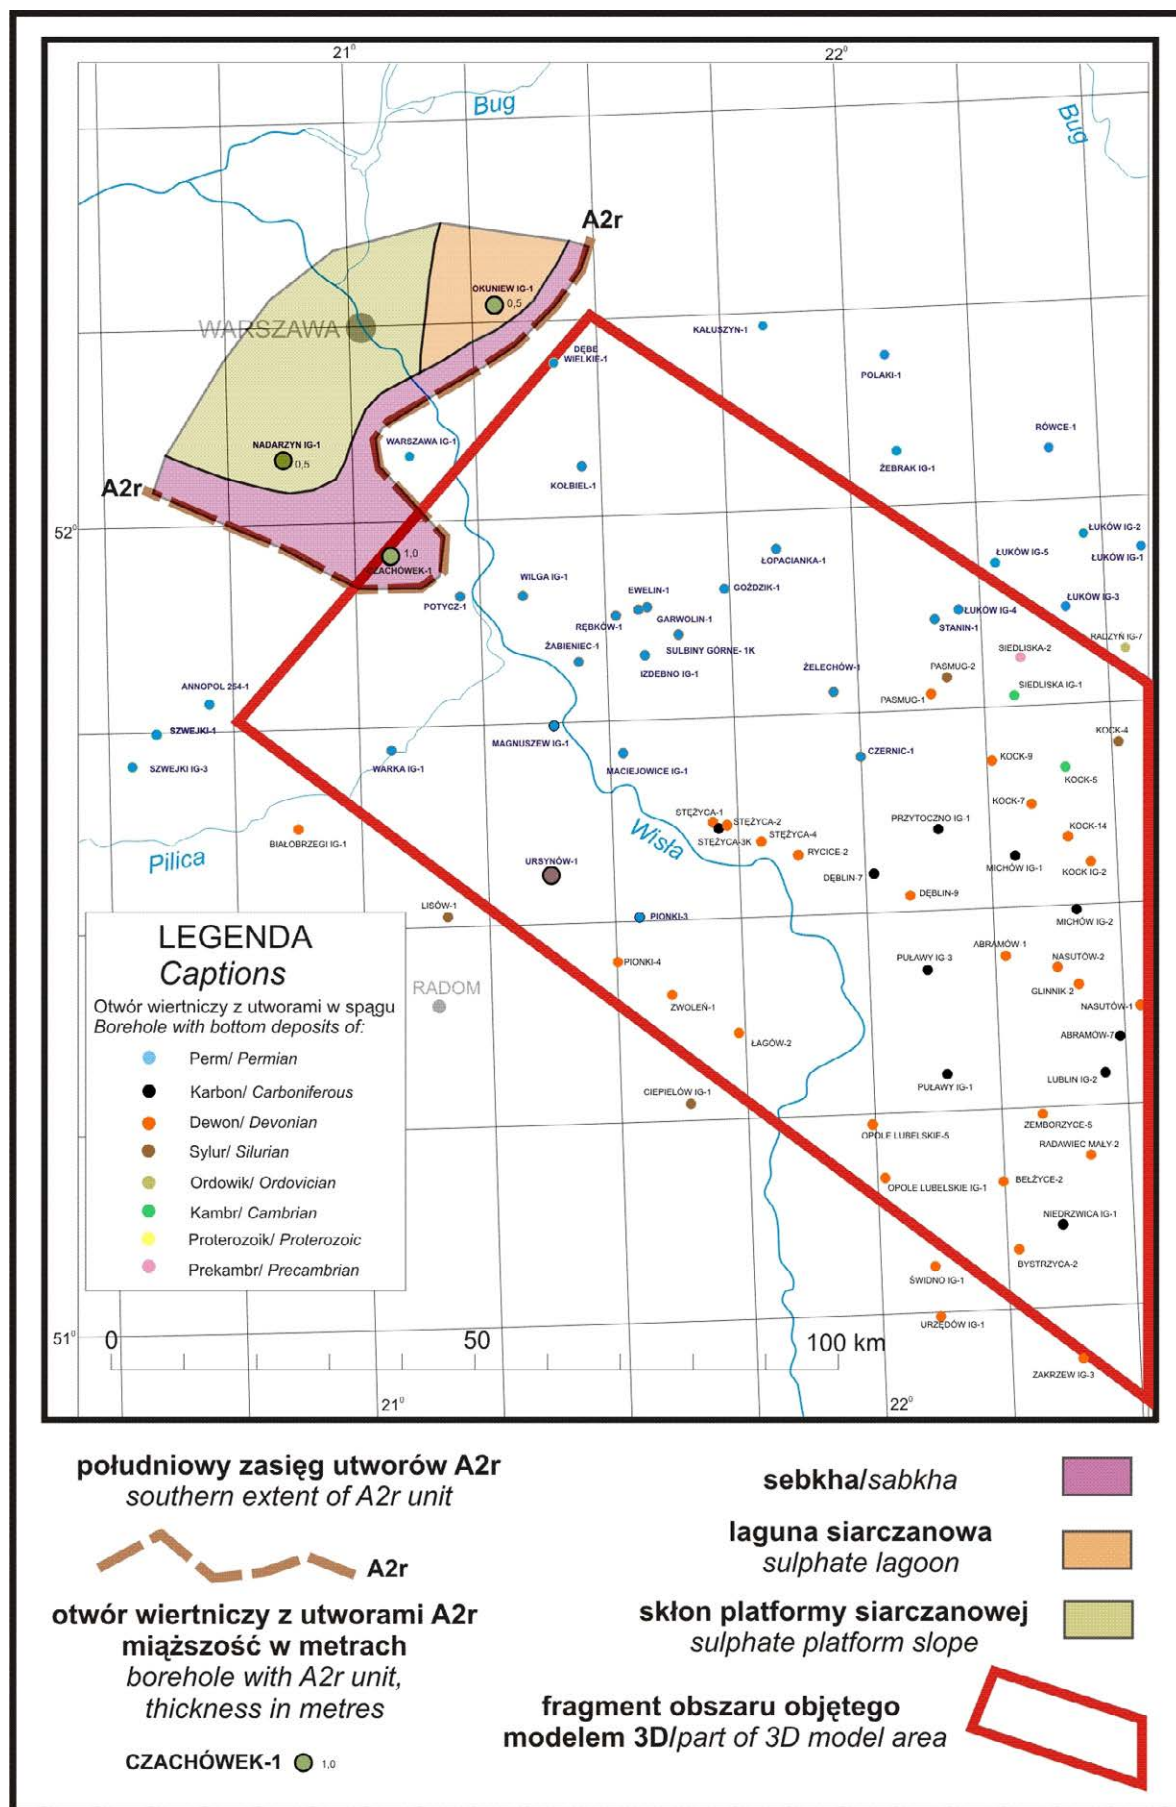 21°
22°
Bug
Bug
A2r
OKUNIEW IG-1
0,5
WARSZAWA
KAŁUSZYN-1
DĘBE
WIELKIE-1
POLAKI-1
RÓWCE-1
NADARZYN IG-1
0,5
WARSZAWA IG-1
ŻEBRAK IG-1
KOŁBIEL-1
A2r
52°
ŁUKÓW IG-2
ŁUKÓW IG-5
ŁUKÓW IG-1
1,0
CZACHÓWEK-1
ŁOPACIANKA-1
WILGA IG-1
EWELIN-1
GOŹDZIK-1
ŁUKÓW IG-3
POTYCZ-1
ŁUKÓW IG-4
RĘBKÓW-1
GARWOLIN-1
STANIN-1
RADZYŃ IG-7
ŻABIENIEC-1
SULBINY GÓRNE- 1K
SIEDLISKA-2
IZDEBNO IG-1
ŻELECHÓW-1
PASMUG-2
ANNOPOL 254-1
SIEDLISKA IG-1
PASMUG-1
SZWEJKI-1
KOCK-4
MAGNUSZEW IG-1
CZERNIC-1
KOCK-9
SZWEJKI IG-3
WARKA IG-1
MACIEJOWICE IG-1
KOCK-5
KOCK-7
STĘŻYCA-1
STĘŻYCA-2
PRZYTOCZNO IG-1
KOCK-14
BIAŁOBRZEGI IG-1
STĘŻYCA-3K
STĘŻYCA-4
Wisła
Pilica
RYCICE-2
URSYNÓW-1
MICHÓW IG-1
KOCK IG-2
DĘBLIN-7
DĘBLIN-9
LISÓW-1
PIONKI-3
MICHÓW IG-2
ABRAMÓW-1
PIONKI-4
PUŁAWY IG-3
NASUTÓW-2
RADOM
GLINNIK-2
ZWOLEŃ-1
NASUTÓW-1
ŁAGÓW-2
ABRAMÓW-7
CIEPIELÓW IG-1
PUŁAWY IG-1
LUBLIN IG-2
OPOLE LUBELSKIE-5
ZEMBORZYCE-5
RADAWIEC MAŁY-2
OPOLE LUBELSKIE IG-1
BEŁŻYCE-2
NIEDRZWICA IG-1
BYSTRZYCA-2
ŚWIDNO IG-1
URZĘDÓW IG-1
ZAKRZEW IG-3
LEGENDA
Captions
Otwór wiertniczy z utworami w spągu
Borehole with bottom deposits of:
Perm/ Permian
Karbon/ Carboniferous
Dewon/ Devonian
Sylur/ Silurian
Ordowik/ Ordovician
Kambr/ Cambrian
Proterozoik/ Proterozoic
Prekambr/ Precambrian
51°
0
50
100 km
21°
22°
południowy zasięg utworów A2r
southern extent of A2r unit
A2r
otwór wiertniczy z utworami A2r
miąższość w metrach
borehole with A2r unit,
thickness in metres
CZACHÓWEK-1
1,0
sebkha/sabkha
laguna siarczanowa
sulphate lagoon
skłon platformy siarczanowej
sulphate platform slope
fragment obszaru objętego
modelem 3D/part of 3D model area